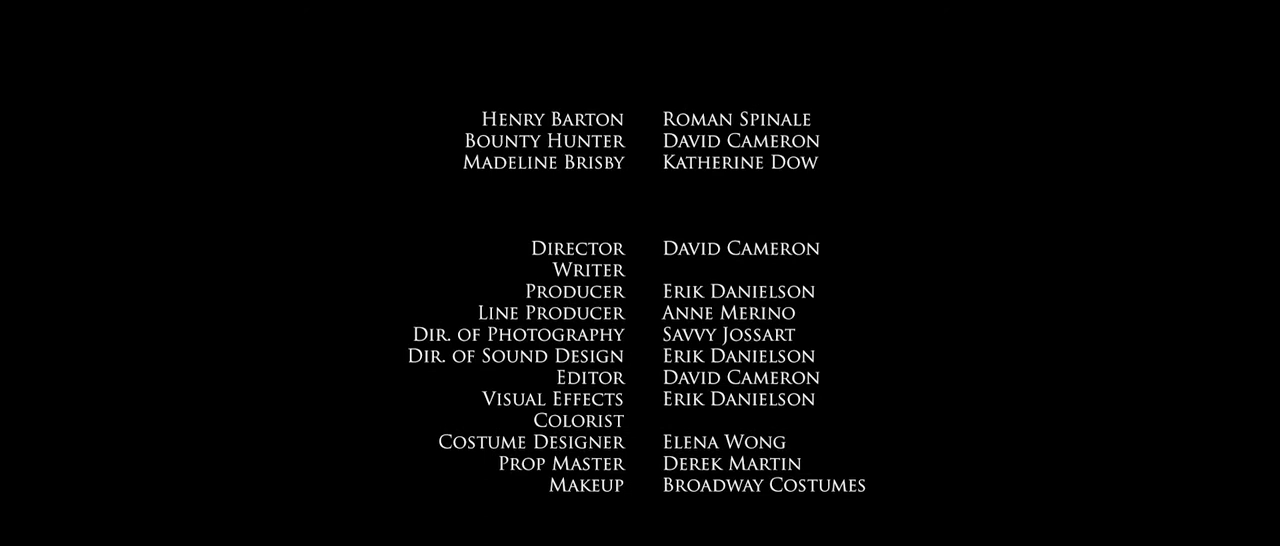 Henry Barton Roman Spinale
Bounty Hunter David Cameron
Madeline Brisby Katherine Dow
Director David Cameron
Writer
Producer Erik Danielson
Line Producer Anne Merino
Dir. of Photography Savvy Jossart
Dir. of Sound Design Erik Danielson
Editor David Cameron
Visual Effects Erik Danielson
Colorist
Costume Designer Elena Wong
Prop Master Derek Martin
Makeup Broadway Costumes